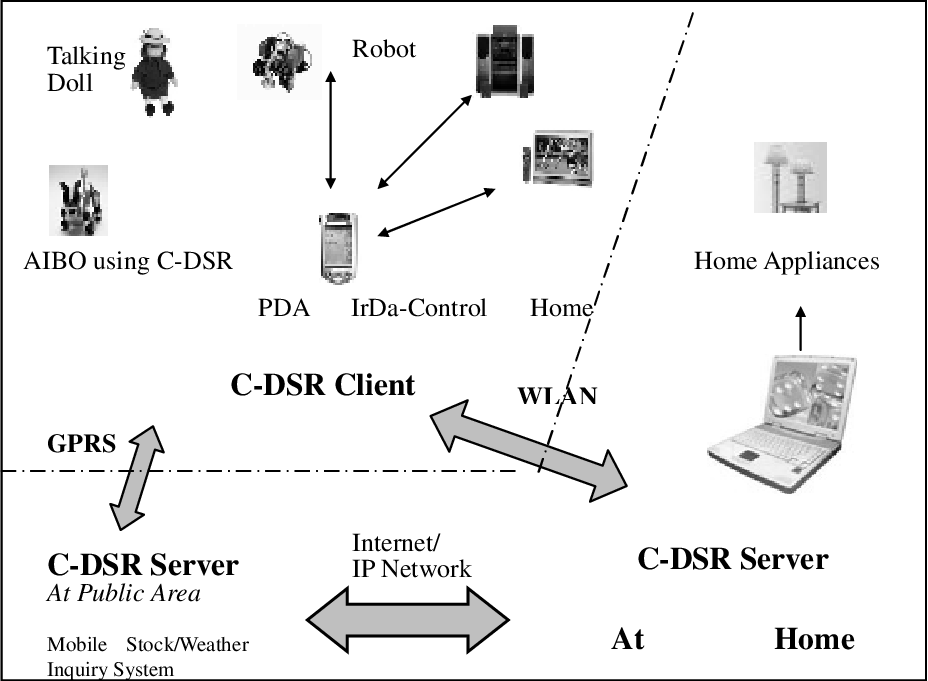 Talking
Doll
Robot
AIBO using C-DSR
Home Appliances
PDA IrDa-Control Home
C-DSR Client
WLAN
GPRS
Internet/
IP Network
C-DSR Server
At Public Area
C-DSR Server
Mobile Stock/Weather
Inquiry System
At Home